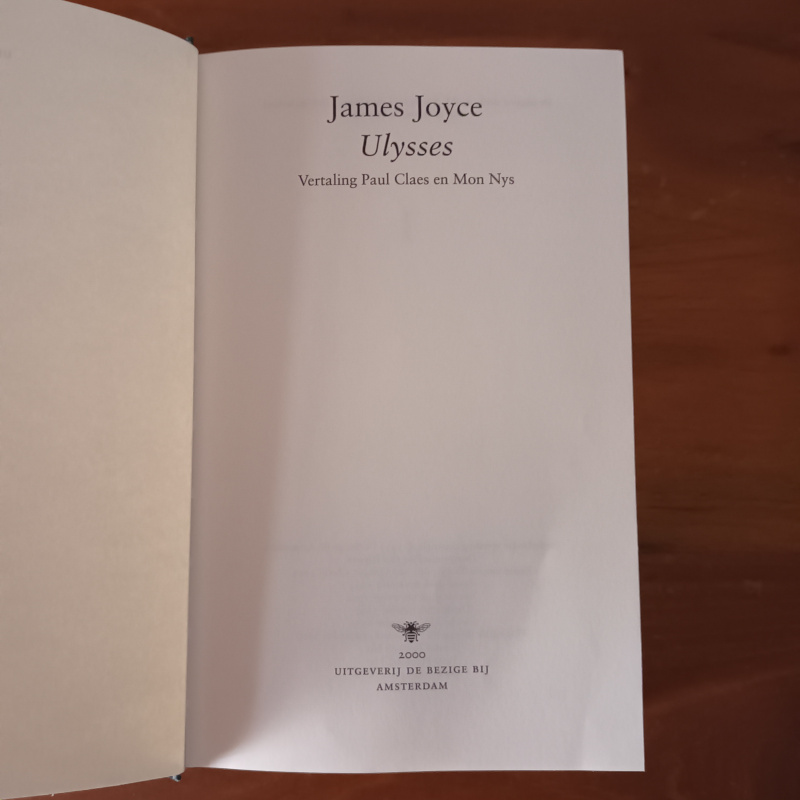 James Joyce
Ulysses
Vertaling Paul Claes en Mon Nys
2000
UITGEVERIJ DE BEZIGE BIJ
AMSTERDAM